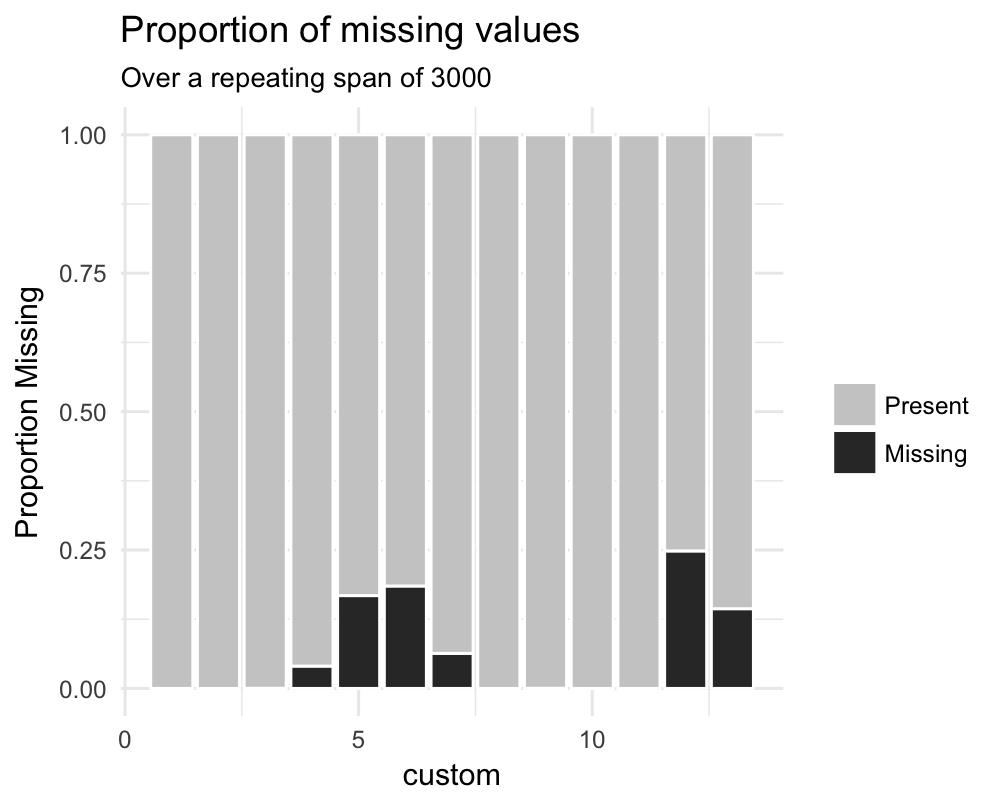 Proportion of missing values
Over a repeating span of 3000
1.00
0.75
0.50
0.25
0.00
Proportion Missing
0 5 10
custom
Present
Missing